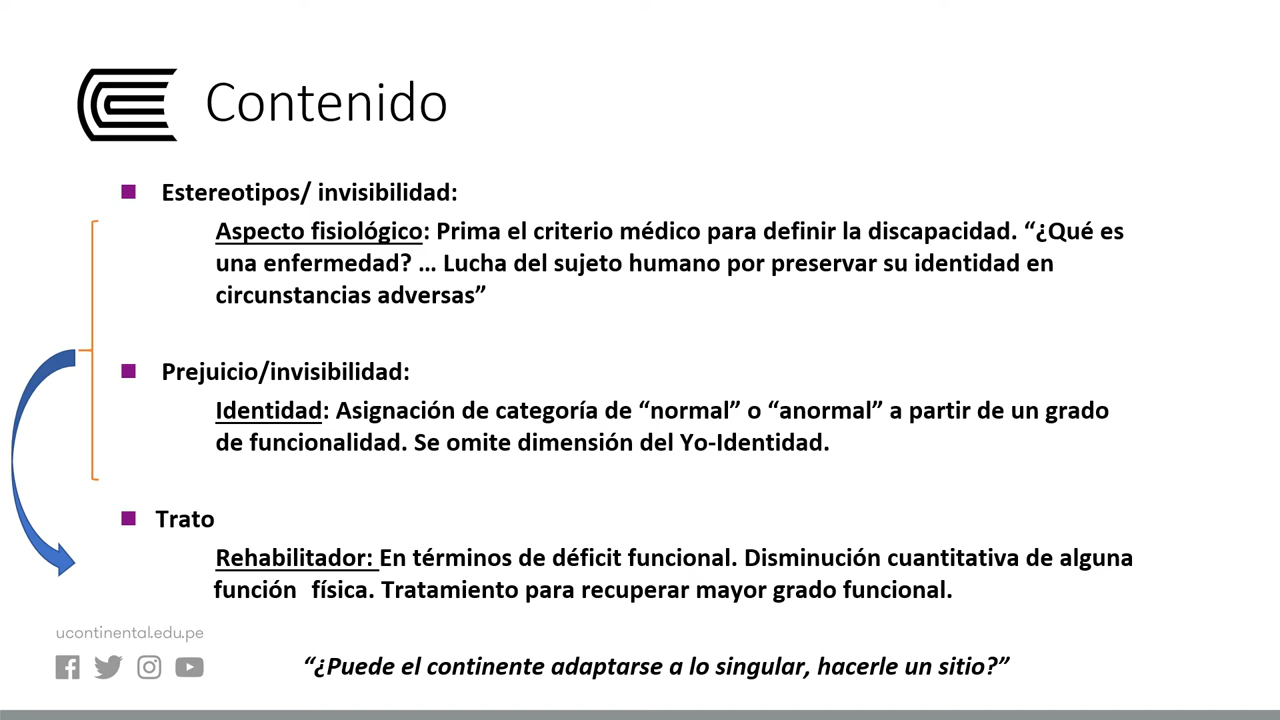 Contenido
Estereotipos/ invisibilidad:
Aspecto fisiológico: Prima el criterio médico para definir la discapacidad. “¿Qué es
una enfermedad? … Lucha del sujeto humano por preservar su identidad en
circunstancias adversas”
Prejuicio/invisibilidad:
Identidad: Asignación de categoría de “normal” o “anormal” a partir de un grado
de funcionalidad. Se omite dimensión del Yo-Identidad.
Trato
Rehabilitador: En términos de déficit funcional. Disminución cuantitativa de alguna
función física. Tratamiento para recuperar mayor grado funcional.
ucontinental.edu.pe
“¿Puede el continente adaptarse a lo singular, hacerle un sitio?”